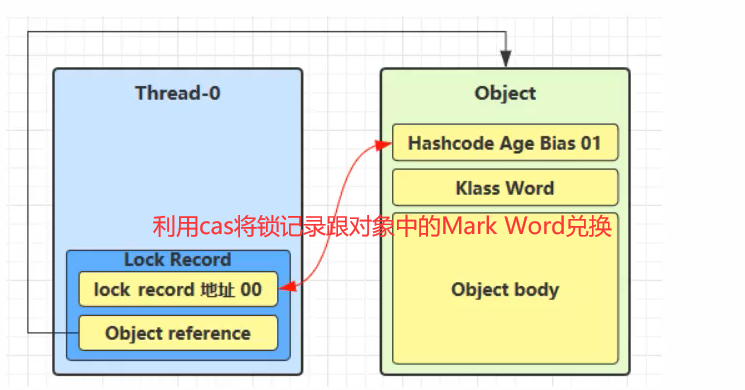 Thread-0
Object
Hashcode Age Bias 01
Klass Word
利用cas将锁记录跟对象中的Mark Word兑换
Lock Record
lock record 地址 00
Object body
Object reference